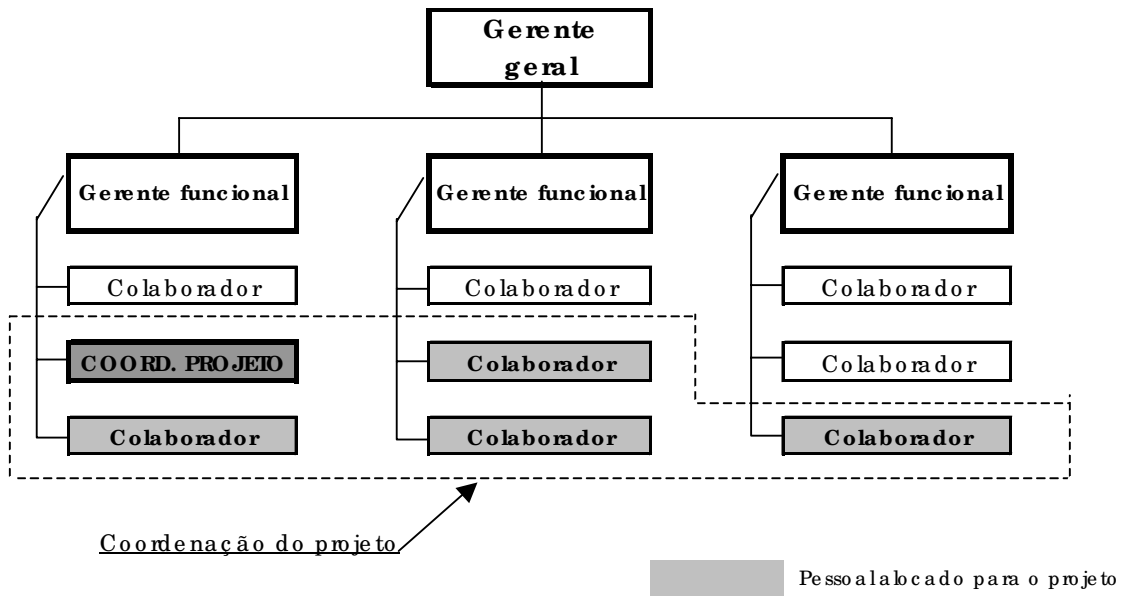 Gerente
geral
Gerente funcional
Gerente funcional
Gerente funcional
Colaborador
Colaborador
Colaborador
COORD. PROJETO
Colaborador
Colaborador
Colaborador
Colaborador
Colaborador
Coordenação do projeto
Pessoal alocado para o projeto